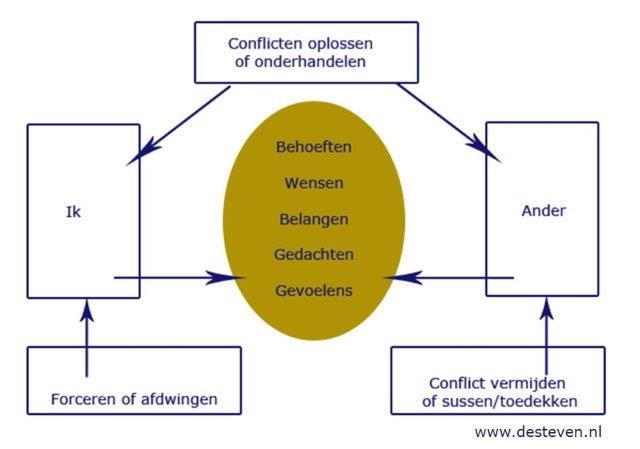 Conflicten oplossen
of onderhandelen
Behoeften
Wensen
Belangen
Gedachten
Gevoelens
Ik
Ander
Forceren of afdwingen
Conflict vermijden
of sussen/toedekken
www.desteven.nl